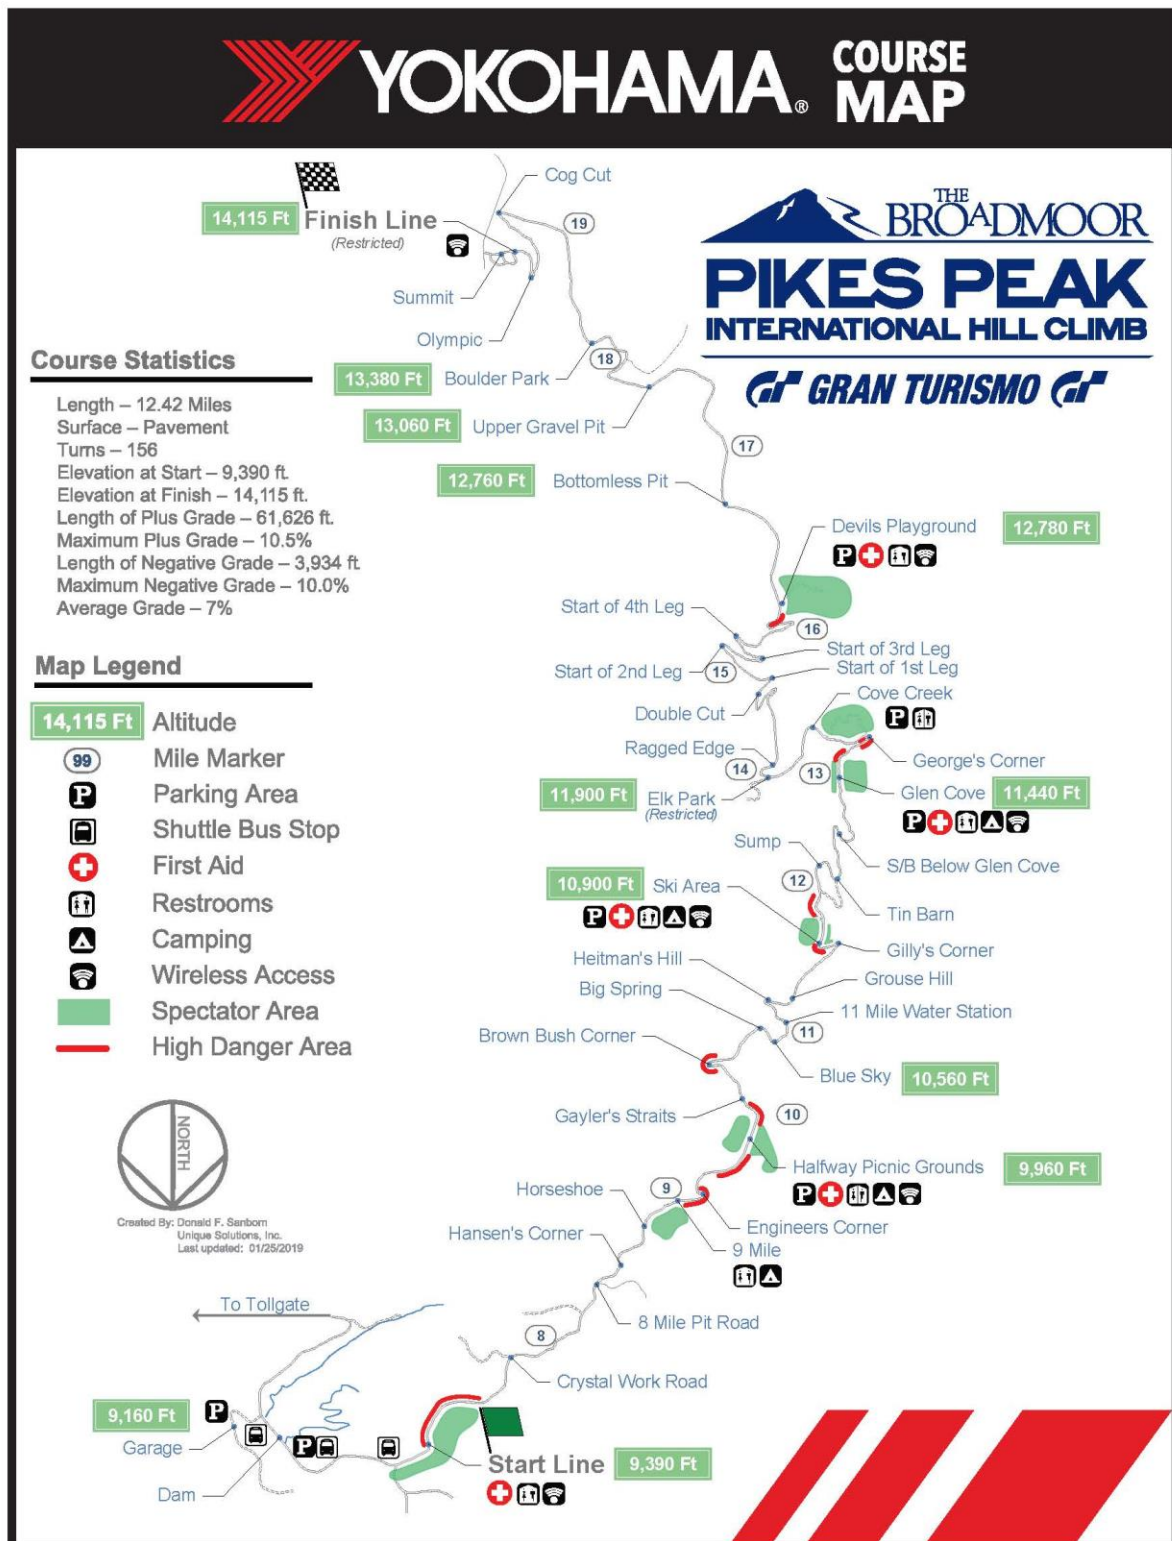 YOKOHAMA®
COURSE
MAP
THE
BROADMOOR
PIKES PEAK
INTERNATIONAL HILL CLIMB
GT GRAN TURISMO GT
Cog Cut
19
14,115 Ft Finish Line
(Restricted)
Summit
Olympic
18
13,380 Ft Boulder Park
13,060 Ft Upper Gravel Pit
17
12,760 Ft Bottomless Pit
Devils Playground 12,780 Ft
P
Start of 4th Leg
16
Start of 3rd Leg
Start of 2nd Leg
15
Start of 1st Leg
Cove Creek
P
Double Cut
Ragged Edge
14
13
George's Corner
11,900 Ft Elk Park
(Restricted)
Glen Cove 11,440 Ft
P
Sump
S/B Below Glen Cove
12
10,900 Ft Ski Area
P
Tin Barn
Gilly's Corner
Heitman's Hill
Grouse Hill
Big Spring
11 Mile Water Station
11
Brown Bush Corner
Blue Sky 10,560 Ft
Gayler's Straits
10
Halfway Picnic Grounds 9,960 Ft
P
Horseshoe
9
Engineers Corner
Hansen's Corner
9 Mile
8 Mile Pit Road
8
Crystal Work Road
To Tollgate
9,160 Ft
P
Garage
P
Dam
Start Line 9,390 Ft
Course Statistics
Length – 12.42 Miles
Surface – Pavement
Turns – 156
Elevation at Start – 9,390 ft.
Elevation at Finish – 14,115 ft.
Length of Plus Grade – 61,626 ft.
Maximum Plus Grade – 10.5%
Length of Negative Grade – 3,934 ft
Maximum Negative Grade – 10.0%
Average Grade – 7%
Map Legend
14,115 Ft Altitude
99 Mile Marker
P Parking Area
Shuttle Bus Stop
First Aid
Restrooms
Camping
Wireless Access
Spectator Area
High Danger Area
NORTH
Created By: Donald F. Sanborn
Unique Solutions, Inc.
Last updated: 01/25/2019